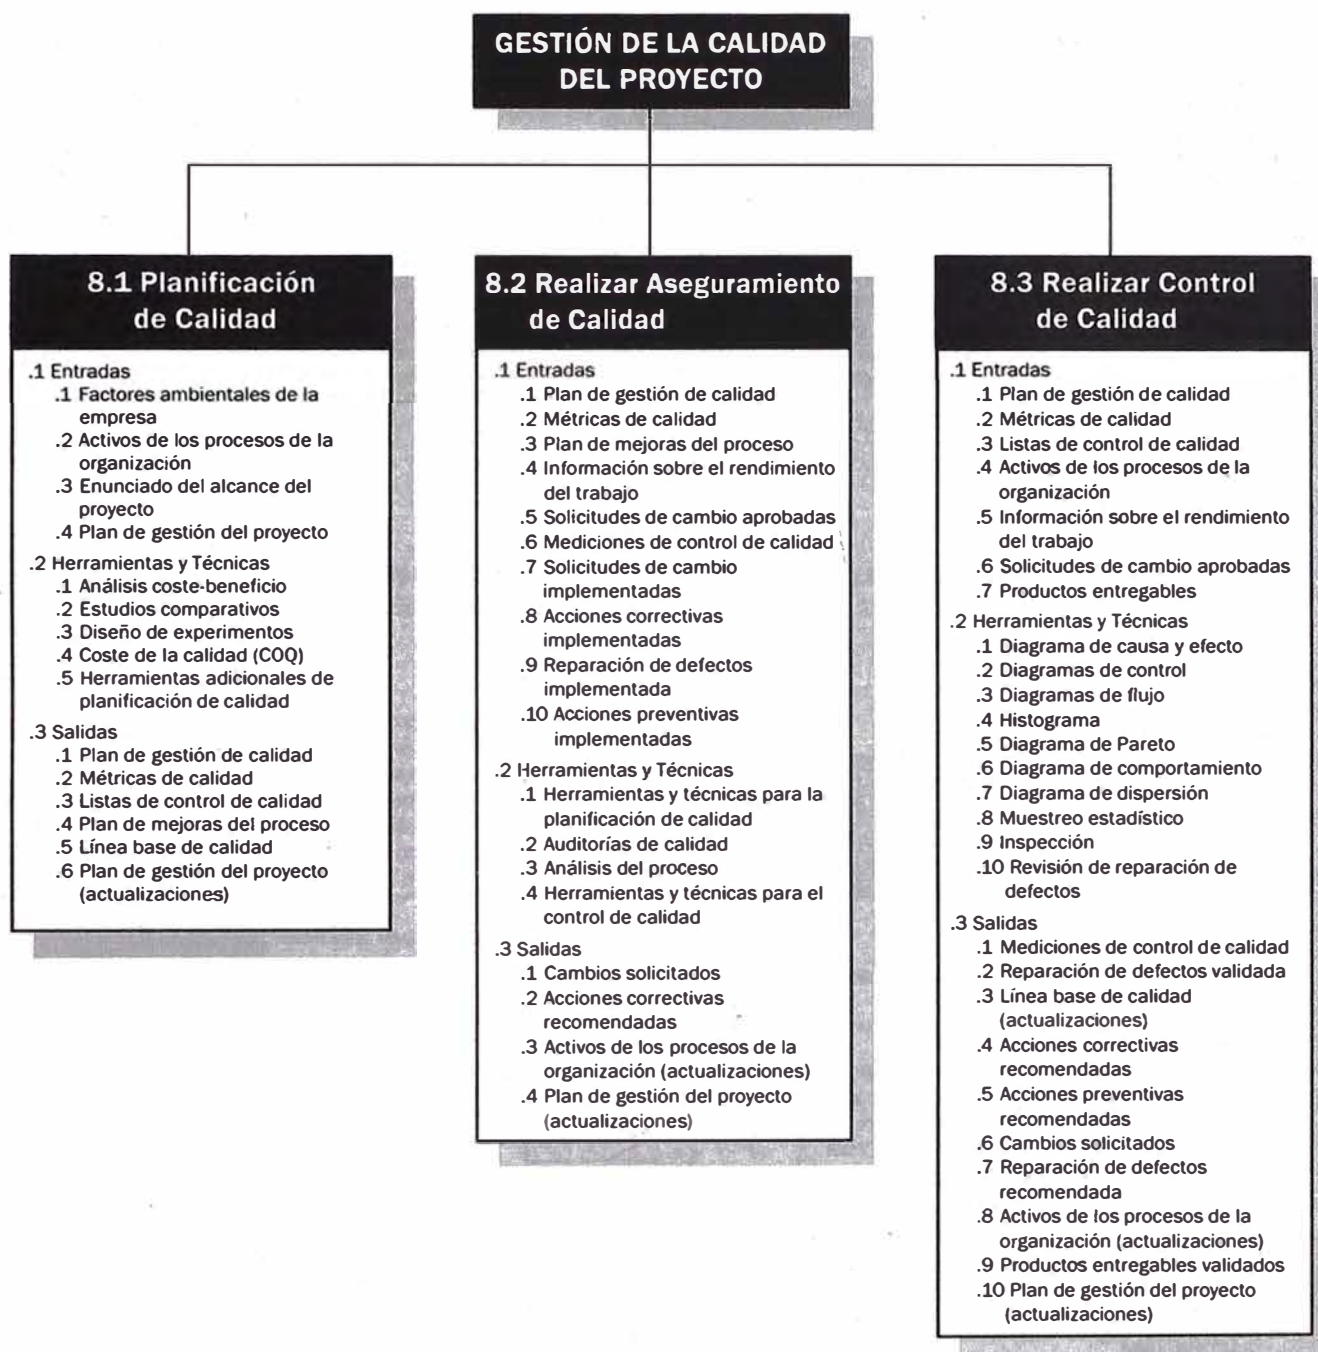 GESTIÓN DE LA CALIDAD
DEL PROYECTO
8.1 Planificación
de Calidad
.1 Entradas
.1 Factores ambientales de la
empresa
.2 Activos de los procesos de la
organización
.3 Enunciado del alcance del
proyecto
.4 Plan de gestión del proyecto
.2 Herramientas y Técnicas
.1 Análisis coste-beneficio
.2 Estudios comparativos
.3 Diseño de experimentos
.4 Coste de la calidad (COQ)
.5 Herramientas adicionales de
planificación de calidad
.3 Salidas
.1 Plan de gestión de calidad
.2 Métricas de calidad
.3 Listas de control de calidad
.4 Plan de mejoras del proceso
.5 Línea base de calidad
.6 Plan de gestión del proyecto
(actualizaciones)
8.2 Realizar Aseguramiento
de Calidad
.1 Entradas
.1 Plan de gestión de calidad
.2 Métricas de calidad
.3 Plan de mejoras del proceso
.4 Información sobre el rendimiento
del trabajo
.5 Solicitudes de cambio aprobadas
.6 Mediciones de control de calidad
.7 Solicitudes de cambio
implementadas
.8 Acciones correctivas
implementadas
.9 Reparación de defectos
implementada
.10 Acciones preventivas
implementadas
.2 Herramientas y Técnicas
.1 Herramientas y técnicas para la
planificación de calidad
.2 Auditorías de calidad
.3 Análisis del proceso
.4 Herramientas y técnicas para el
control de calidad
.3 Salidas
.1 Cambios solicitados
.2 Acciones correctivas
recomendadas
.3 Activos de los procesos de la
organización (actualizaciones)
.4 Plan de gestión del proyecto
(actualizaciones)
8.3 Realizar Control
de Calidad
.1 Entradas
.1 Plan de gestión de calidad
.2 Métricas de calidad
.3 Listas de control de calidad
.4 Activos de los procesos de la
organización
.5 Información sobre el rendimiento
del trabajo
.6 Solicitudes de cambio aprobadas
.7 Productos entregables
.2 Herramientas y Técnicas
.1 Diagrama de causa y efecto
.2 Diagramas de control
.3 Diagramas de flujo
.4 Histograma
.5 Diagrama de Pareto
.6 Diagrama de comportamiento
.7 Diagrama de dispersión
.8 Muestreo estadístico
.9 Inspección
.10 Revisión de reparación de
defectos
.3 Salidas
.1 Mediciones de control de calidad
.2 Reparación de defectos validada
.3 Línea base de calidad
(actualizaciones)
.4 Acciones correctivas
recomendadas
.5 Acciones preventivas
recomendadas
.6 Cambios solicitados
.7 Reparación de defectos
recomendada
.8 Activos de los procesos de la
organización (actualizaciones)
.9 Productos entregables validados
.10 Plan de gestión del proyecto
(actualizaciones)